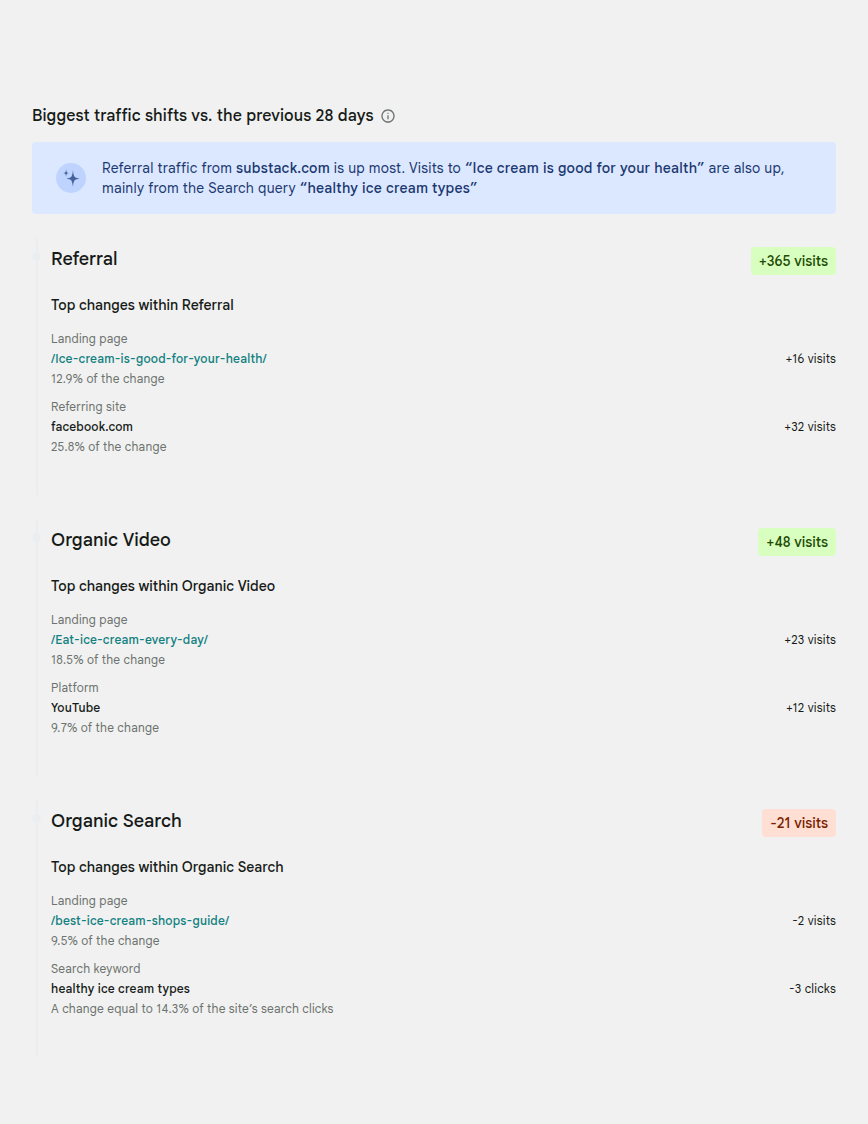 Biggest traffic shifts vs. the previous 28 days
Referral traffic from substack.com is up most. Visits to “Ice cream is good for your health” are also up,
mainly from the Search query “healthy ice cream types”
Referral
+365 visits
Top changes within Referral
Landing page
/Ice-cream-is-good-for-your-health/
+16 visits
12.9% of the change
Referring site
facebook.com
+32 visits
25.8% of the change
Organic Video
+48 visits
Top changes within Organic Video
Landing page
/Eat-ice-cream-every-day/
+23 visits
18.5% of the change
Platform
YouTube
+12 visits
9.7% of the change
Organic Search
-21 visits
Top changes within Organic Search
Landing page
/best-ice-cream-shops-guide/
-2 visits
9.5% of the change
Search keyword
healthy ice cream types
-3 clicks
A change equal to 14.3% of the site’s search clicks